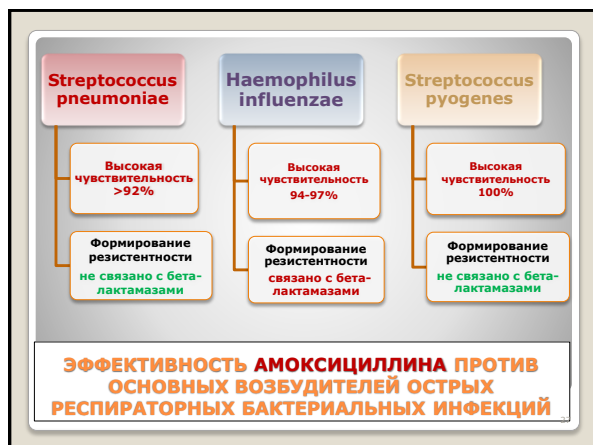 Streptococcus
pneumoniae
Высокая
чувствительность
>92%
Формирование
резистентности
не связано с бета-
лактамазами
Haemophilus
influenzae
Высокая
чувствительность
94-97%
Формирование
резистентности
связано с бета-
лактамазами
Streptococcus
pyogenes
Высокая
чувствительность
100%
Формирование
резистентности
не связано с бета-
лактамазами
ЭФФЕКТИВНОСТЬ АМОКСИЦИЛЛИНА ПРОТИВ
ОСНОВНЫХ ВОЗБУДИТЕЛЕЙ ОСТРЫХ
РЕСПИРАТОРНЫХ БАКТЕРИАЛЬНЫХ ИНФЕКЦИЙ